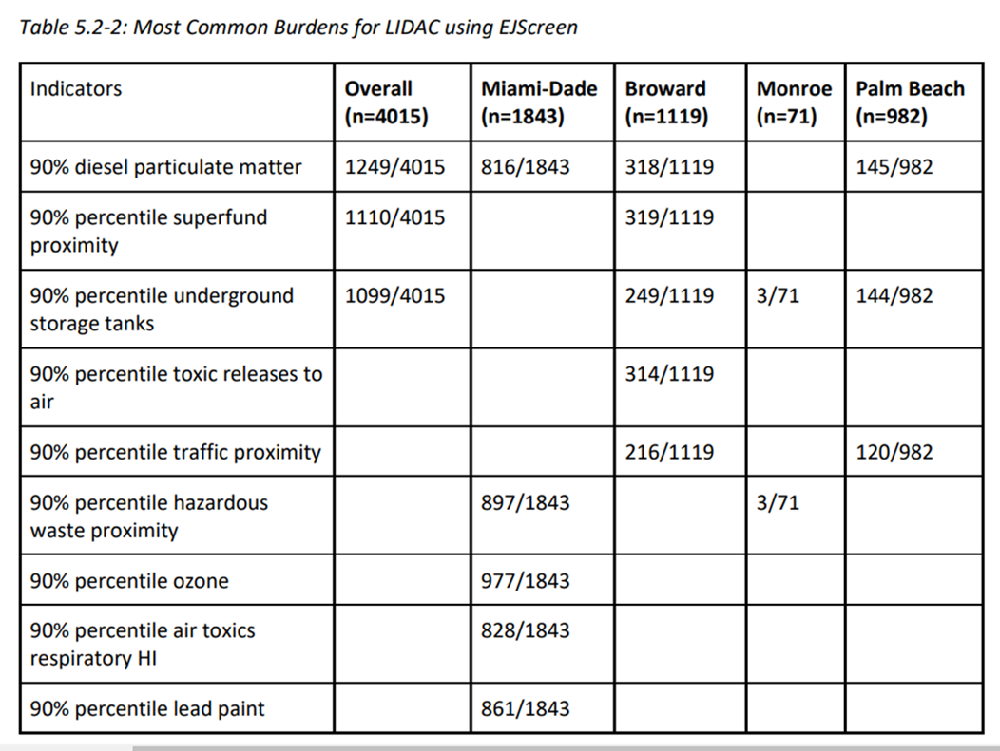 Table 5.2-2: Most Common Burdens for LIDAC using EJScreen
Indicators Overall (n=4015) Miami-Dade (n=1843) Broward (n=1119) Monroe (n=71) Palm Beach (n=982)
90% diesel particulate matter 1249/4015 816/1843 318/1119 145/982
90% percentile superfund proximity 1110/4015 319/1119
90% percentile underground storage tanks 1099/4015 249/1119 3/71 144/982
90% percentile toxic releases to air 314/1119
90% percentile traffic proximity 216/1119 120/982
90% percentile hazardous waste proximity 897/1843 3/71
90% percentile ozone 977/1843
90% percentile air toxics respiratory HI 828/1843
90% percentile lead paint 861/1843